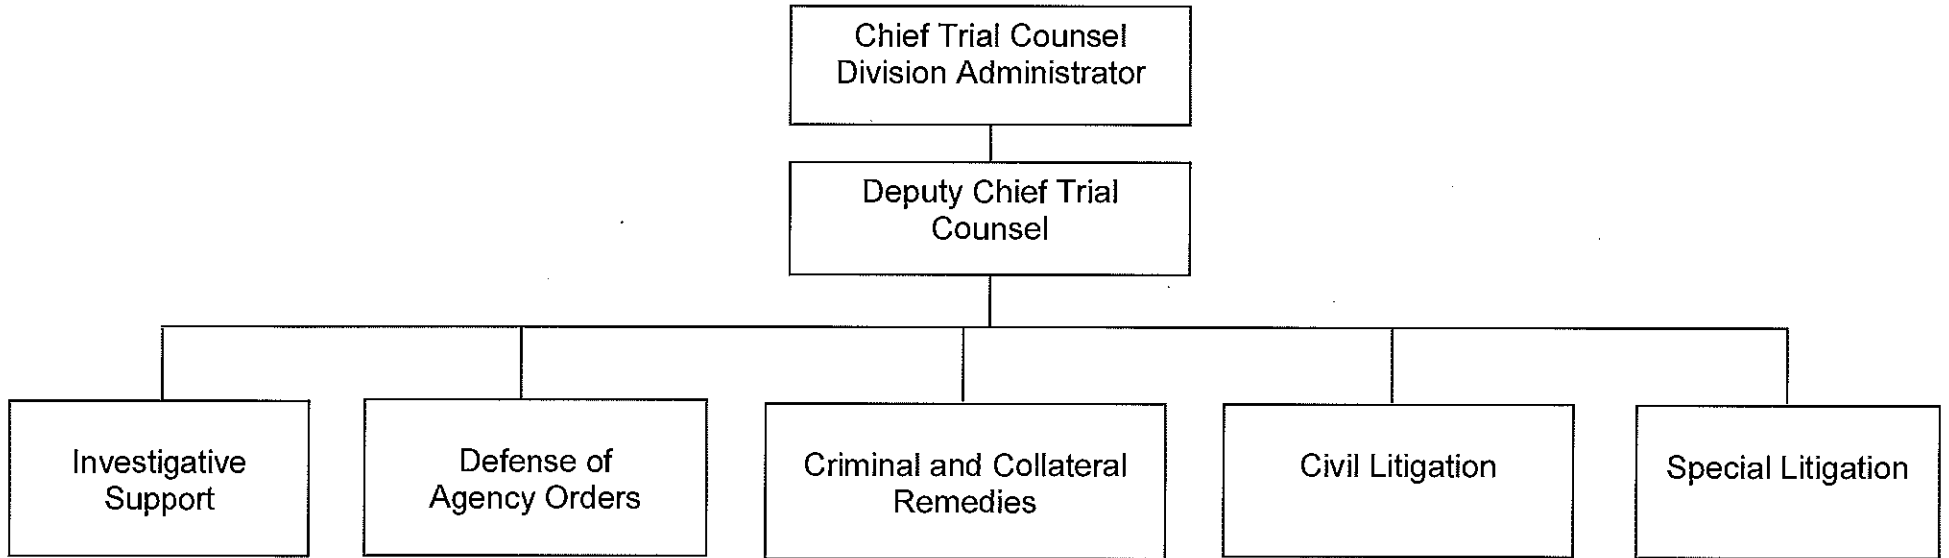 Chief Trial Counsel
Division Administrator
Deputy Chief Trial
Counsel
Investigative
Support
Defense of
Agency Orders
Criminal and Collateral
Remedies
Civil Litigation
Special Litigation